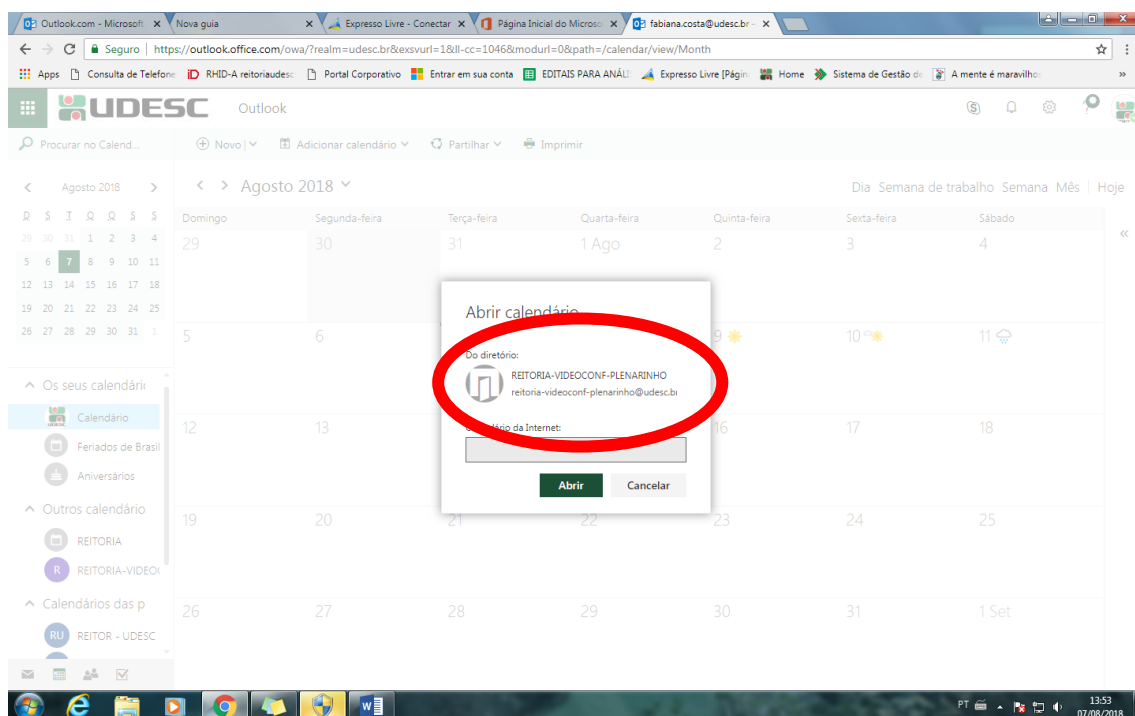 Outlook.com - Microsoft
Nova guia
Expresso Livre - Conectar
Página Inicial do Microso
fabiana.costa@udesc.br -
Seguro | https://outlook.office.com/owa/?realm=udesc.br&exsvurl=1&ll-cc=1046&modurl=0&path=/calendar/view/Month
Apps Consulta de Telefone RHID-A reitoriaudesc Portal Corporativo Entrar em sua conta EDITAIS PARA ANÁLI Expresso Livre [Págin Home Sistema de Gestão de A mente é maravilho
UDESC Outlook
Procurar no Calend... Novo Adicionar calendário Partilhar Imprimir
Agosto 2018
D S T Q Q S S
29 30 31 1 2 3 4
5 6 7 8 9 10 11
12 13 14 15 16 17 18
19 20 21 22 23 24 25
26 27 28 29 30 31 1
Os seus calendári
Calendário
Feriados de Brasil
Aniversários
Outros calendário
REITORIA
R REITORIA-VIDEO
Calendários das p
RU REITOR - UDESC
Agosto 2018 Dia Semana de trabalho Semana Mês Hoje
Domingo Segunda-feira Terça-feira Quarta-feira Quinta-feira Sexta-feira Sábado
29 30 31 1 Ago 2 3 4
5 6 9 10 11
12 13 16 17 18
19 20 21 22 23 24 25
26 27 28 29 30 31 1 Set
Abrir calendário
Do diretório:
REITORIA-VIDEOCONF-PLENARINHO
reitoria-videoconf-plenarinho@udesc.br
da Internet:
Abrir Cancelar
PT 13:53
07/08/2018